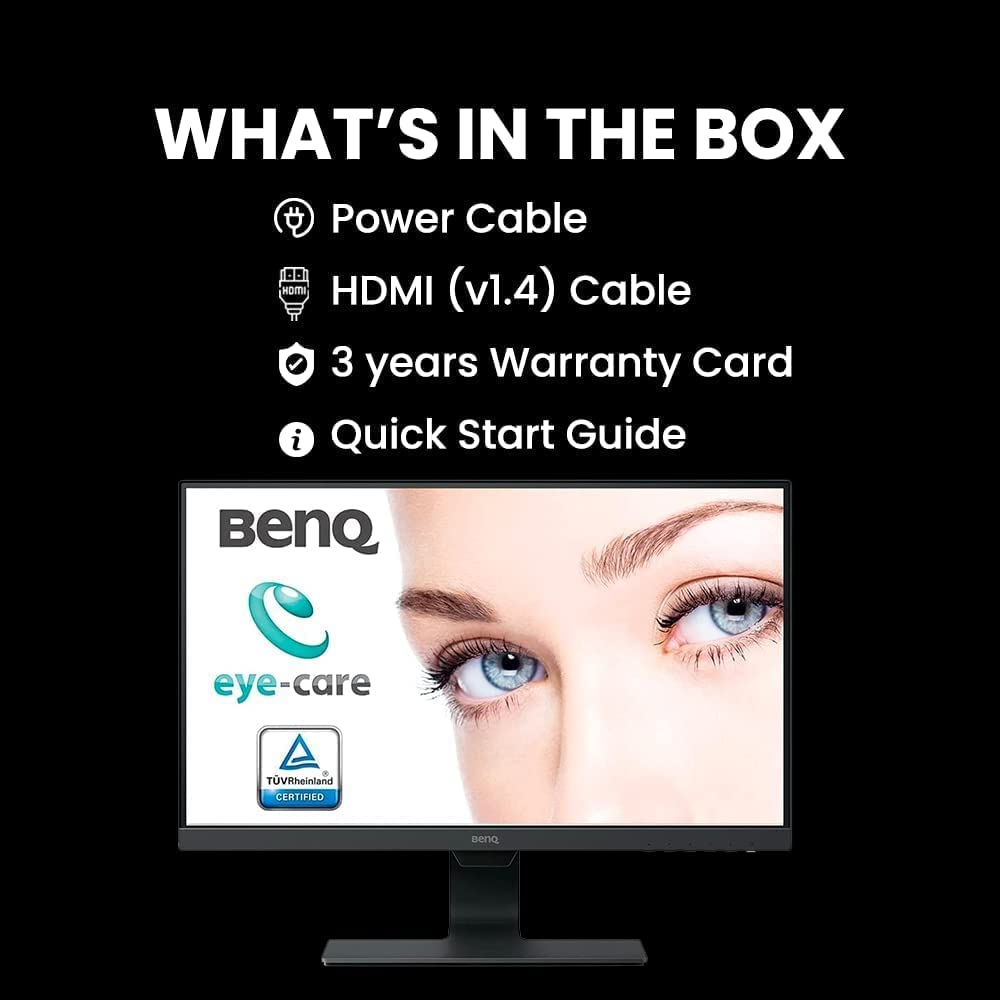 WHAT'S IN THE BOX
Power Cable
HDMI
HDMI (v1.4) Cable
3 years Warranty Card
i Quick Start Guide
BenQ
eye-care
TÜVRheinland®
CERTIFIED
BenQ